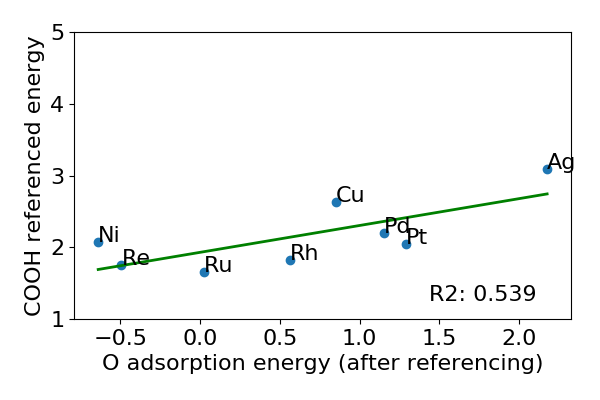 5
4
3
2
1
COOH referenced energy
Ag
Cu
Ni
Pd
Pt
Re
Rh
Ru
R2: 0.539
−0.5 0.0 0.5 1.0 1.5 2.0
O adsorption energy (after referencing)